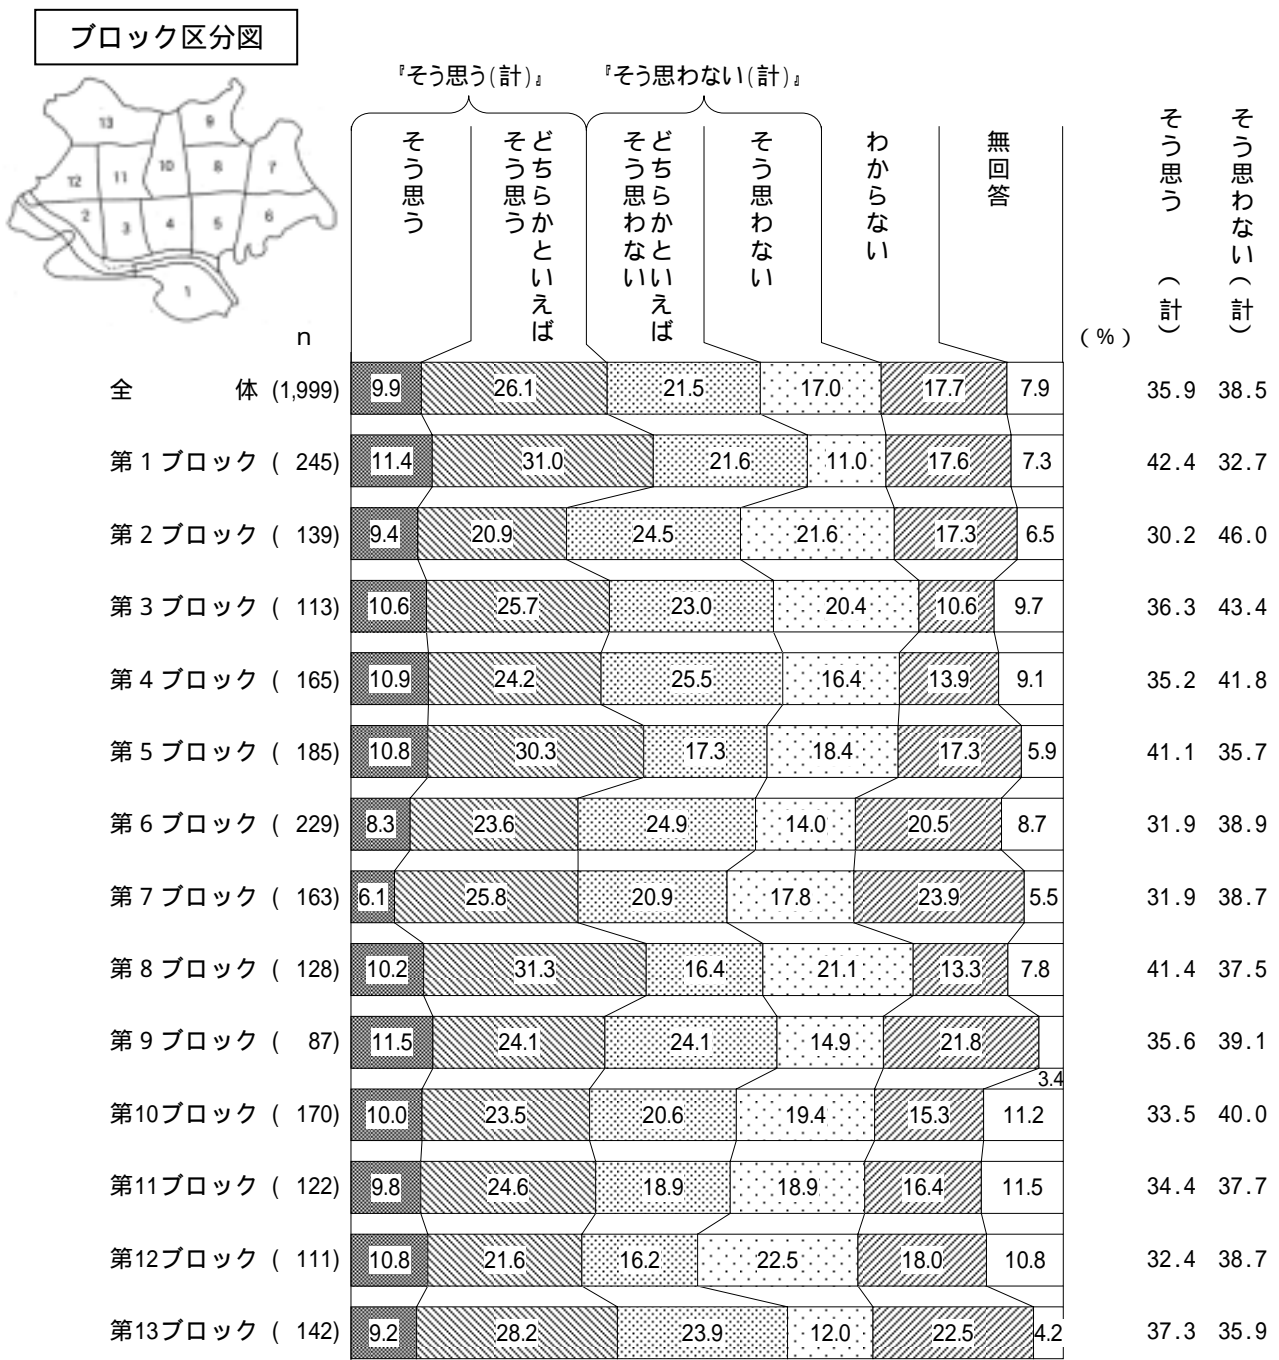 ブロック区分図
13
9
12
11
10
8
7
2
3
4
5
6
1
『そう思う(計)』
『そう思わない(計)』
そう思う
どちらかといえば
そう思う
どちらかといえば
そう思わない
そう思わない
わからない
無回答
そう思う(計)
そう思わない(計)
n
(%)
全 体 (1,999) 9.9 26.1 21.5 17.0 17.7 7.9 35.9 38.5
第1ブロック ( 245) 11.4 31.0 21.6 11.0 17.6 7.3 42.4 32.7
第2ブロック ( 139) 9.4 20.9 24.5 21.6 17.3 6.5 30.2 46.0
第3ブロック ( 113) 10.6 25.7 23.0 20.4 10.6 9.7 36.3 43.4
第4ブロック ( 165) 10.9 24.2 25.5 16.4 13.9 9.1 35.2 41.8
第5ブロック ( 185) 10.8 30.3 17.3 18.4 17.3 5.9 41.1 35.7
第6ブロック ( 229) 8.3 23.6 24.9 14.0 20.5 8.7 31.9 38.9
第7ブロック ( 163) 6.1 25.8 20.9 17.8 23.9 5.5 31.9 38.7
第8ブロック ( 128) 10.2 31.3 16.4 21.1 13.3 7.8 41.4 37.5
第9ブロック ( 87) 11.5 24.1 24.1 14.9 21.8 3.4 35.6 39.1
第10ブロック ( 170) 10.0 23.5 20.6 19.4 15.3 11.2 33.5 40.0
第11ブロック ( 122) 9.8 24.6 18.9 18.9 16.4 11.5 34.4 37.7
第12ブロック ( 111) 10.8 21.6 16.2 22.5 18.0 10.8 32.4 38.7
第13ブロック ( 142) 9.2 28.2 23.9 12.0 22.5 4.2 37.3 35.9